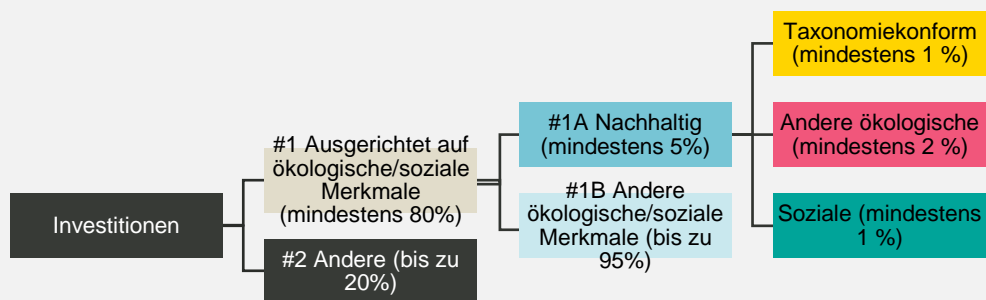 Investitionen
#1 Ausgerichtet auf
ökologische/soziale
Merkmale
(mindestens 80%)
#2 Andere (bis zu
20%)
#1A Nachhaltig
(mindestens 5%)
#1B Andere
ökologische/soziale
Merkmale (bis zu
95%)
Taxonomiekonform
(mindestens 1 %)
Andere ökologische
(mindestens 2 %)
Soziale (mindestens
1 %)